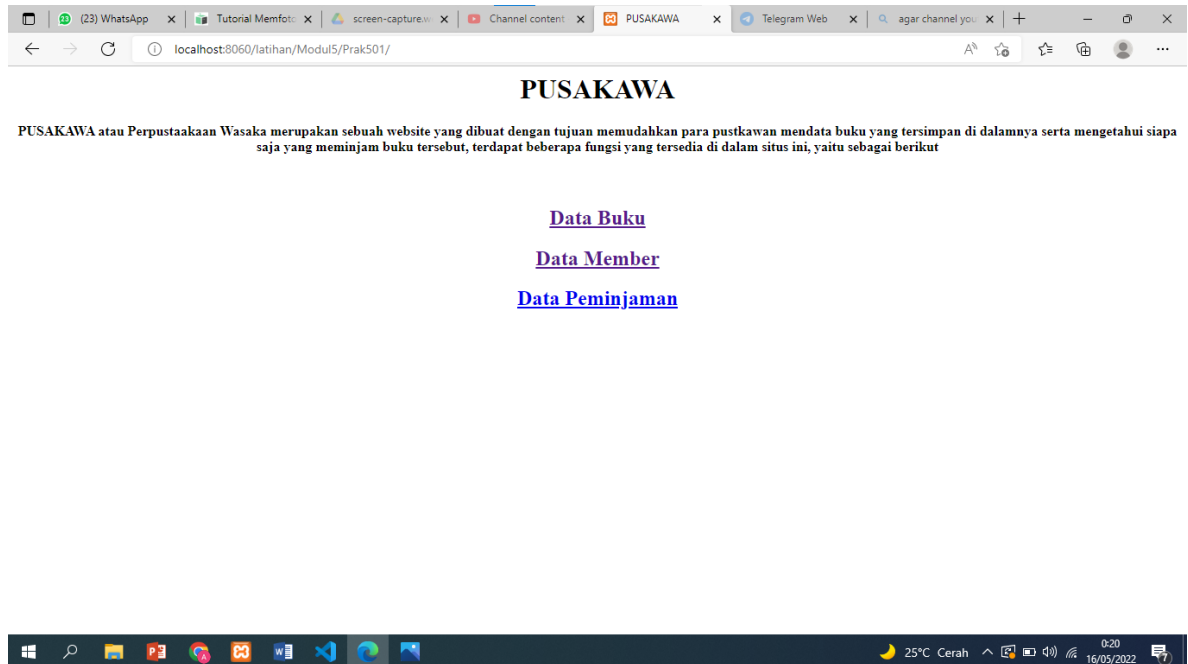 (23) WhatsApp
Tutorial Memfoto
screen-capture.w
Channel content
PUSAKAWA
Telegram Web
agar channel you
localhost:8060/latihan/Modul5/Prak501/
PUSAKAWA
PUSAKAWA atau Perpustaakaan Wasaka merupakan sebuah website yang dibuat dengan tujuan memudahkan para pustkawan mendata buku yang tersimpan di dalamnya serta mengetahui siapa
saja yang meminjam buku tersebut, terdapat beberapa fungsi yang tersedia di dalam situs ini, yaitu sebagai berikut
Data Buku
Data Member
Data Peminjaman
25°C Cerah
0:20
16/05/2022